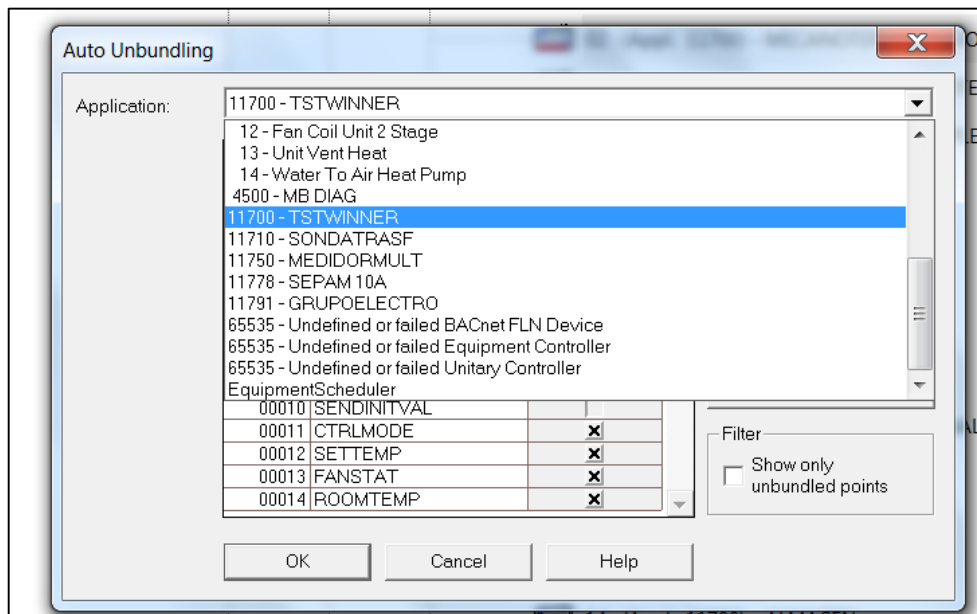 Auto Unbundling
Application:
11700 - TSTWINNER
12 - Fan Coil Unit 2 Stage
13 - Unit Vent Heat
14 - Water To Air Heat Pump
4500 - MB DIAG
11700 - TSTWINNER
11710 - SONDATRASF
11750 - MEDIDORMULT
11778 - SEPAM 10A
11791 - GRUPOELECTRO
65535 - Undefined or failed BACnet FLN Device
65535 - Undefined or failed Equipment Controller
65535 - Undefined or failed Unitary Controller
EquipmentScheduler
00010 SENDINITVAL
00011 CTRLMODE
00012 SETTEMP
00013 FANSTAT
00014 ROOMTEMP
Filter
Show only
unbundled points
OK Cancel Help